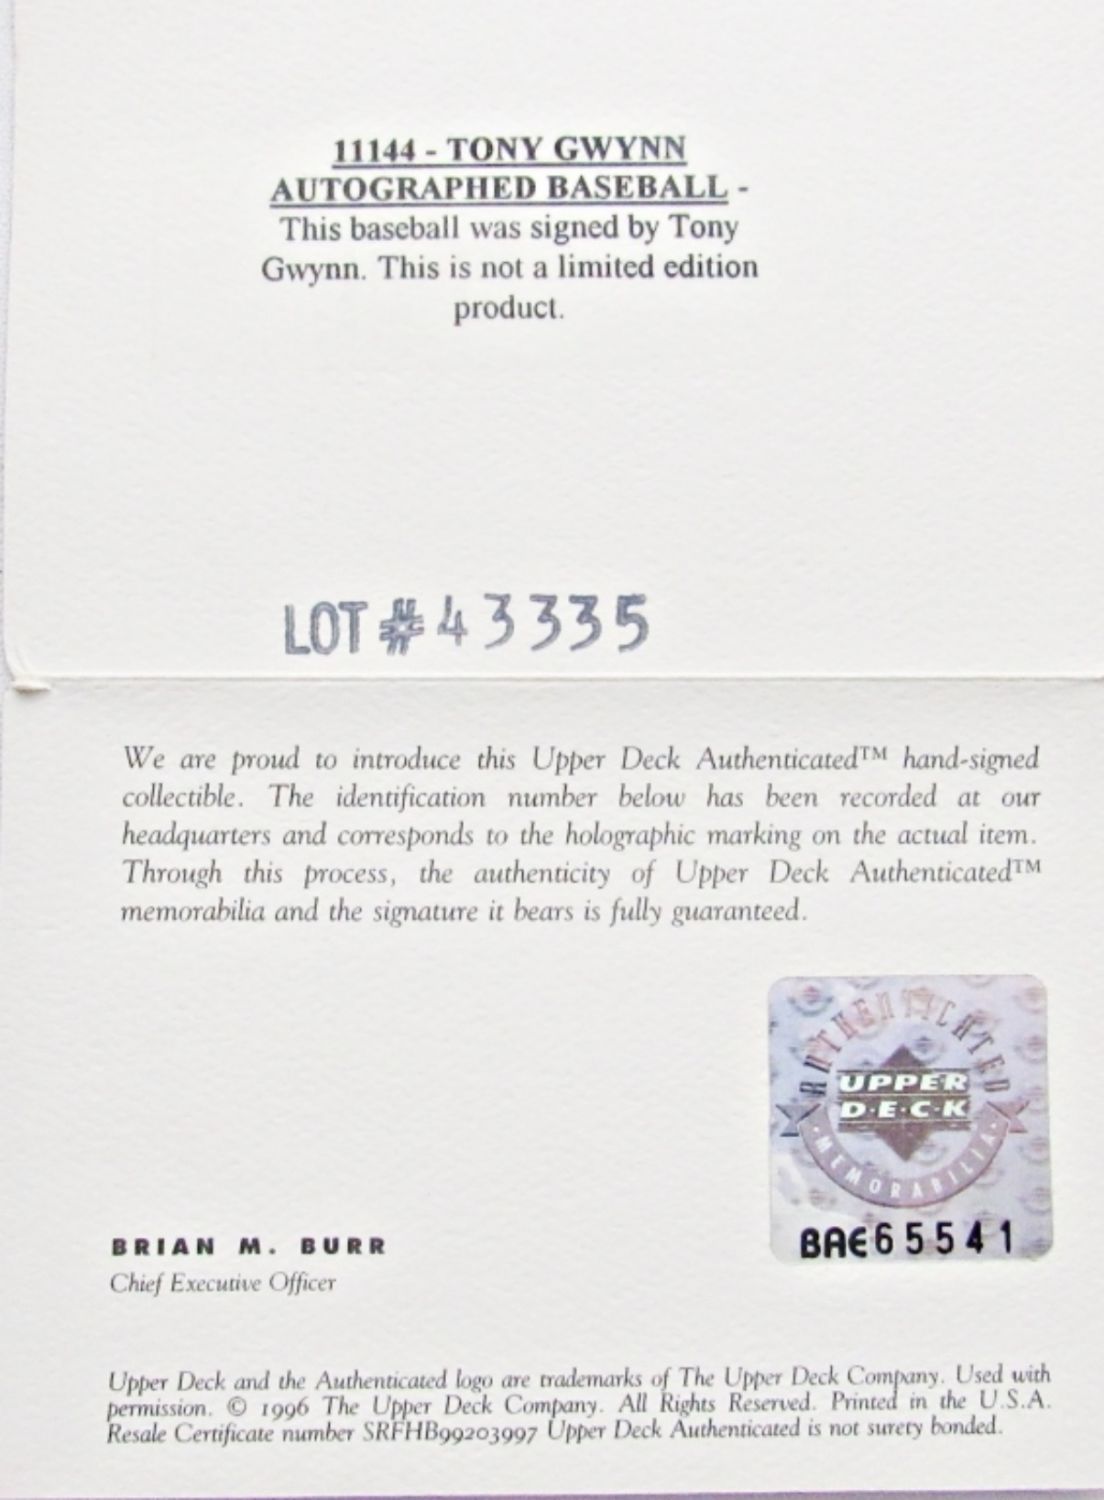 11144 - TONY GWYNN
AUTOGRAPHED BASEBALL -
This baseball was signed by Tony
Gwynn. This is not a limited edition
product.
LOT # 43335
We are proud to introduce this Upper Deck Authenticated™ hand-signed
collectible. The identification number below has been recorded at our
headquarters and corresponds to the holographic marking on the actual item.
Through this process, the authenticity of Upper Deck Authenticated™
memorabilia and the signature it bears is fully guaranteed.
AUTHENTICATED
UPPER
D·E·C·K
·MEMORABILIA·
BAE65541
BRIAN M. BURR
Chief Executive Officer
Upper Deck and the Authenticated logo are trademarks of The Upper Deck Company. Used with
permission. © 1996 The Upper Deck Company. All Rights Reserved. Printed in the U.S.A.
Resale Certificate number SRFHB99203997 Upper Deck Authenticated is not surety bonded.